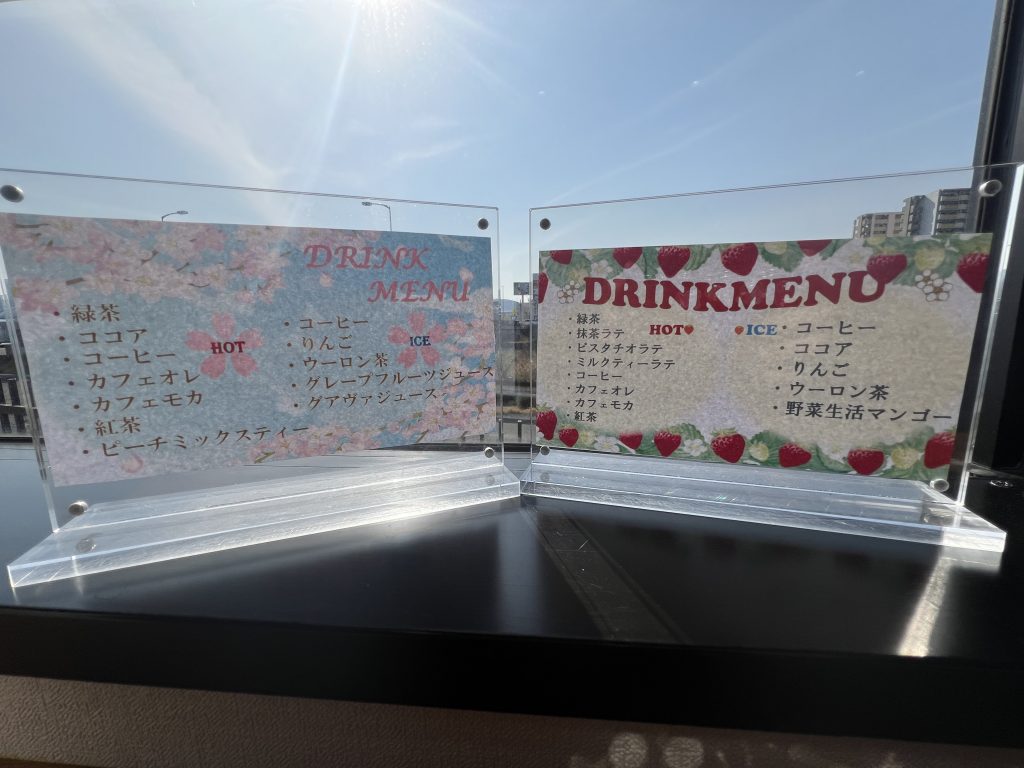 DRINK
MENU
・緑茶
・ココア
・コーヒー
・カフェオレ
・カフェモカ
・紅茶
・ピーチミックスティー
HOT
・コーヒー
・りんご
・ウーロン茶
・グレープフルーツジュース
・グアヴァジュース
ICE
DRINKMENU
・緑茶
・抹茶ラテ
・ピスタチオラテ
・ミルクティーラテ
・コーヒー
・カフェオレ
・カフェモカ
・紅茶
HOT
ICE
・コーヒー
・ココア
・りんご
・ウーロン茶
・野菜生活マンゴー